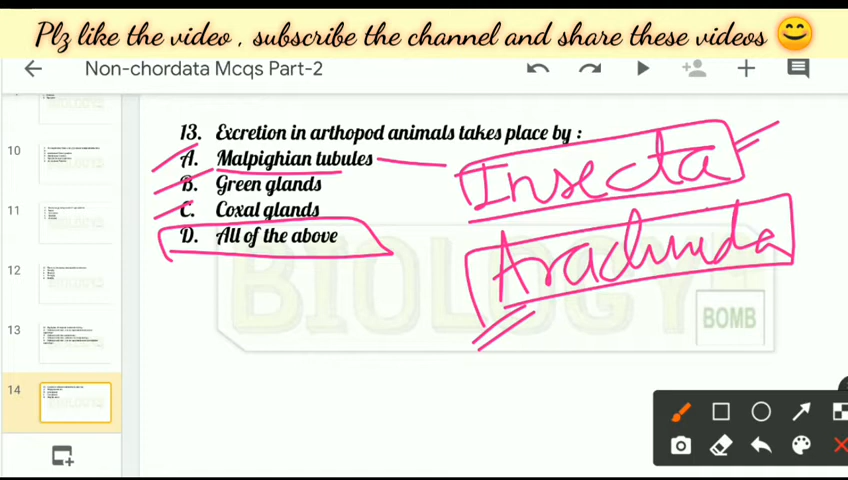 Plz like the video , subscribe the channel and share these videos
Non-chordata Mcqs Part-2
13. Excretion in arthopod animals takes place by :
A. Malpighian tubules
B. Green glands
C. Coxal glands
D. All of the above
Insecta
Arachnida
BIOLOGY
BOMB
10
11
12
13
14